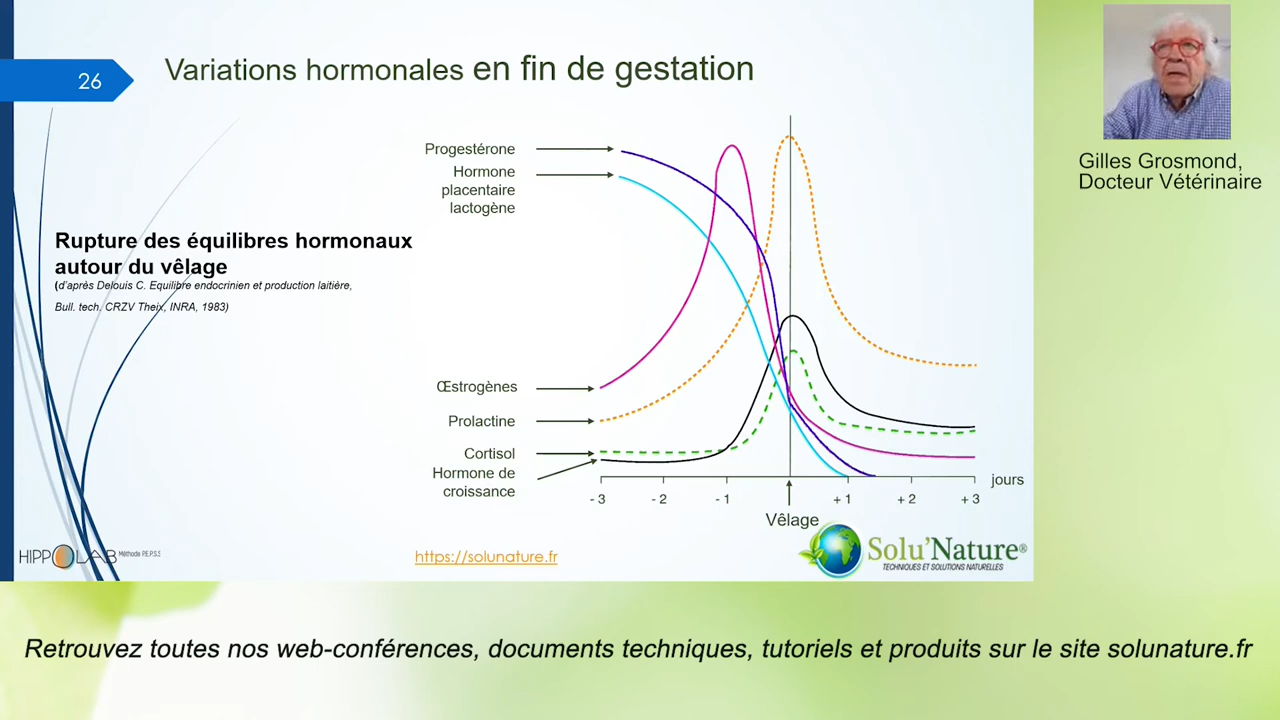 26
Variations hormonales en fin de gestation
Progestérone
Hormone
placentaire
lactogène
Rupture des équilibres hormonaux
autour du vêlage
(d'après Delouis C. Equilibre endocrinien et production laitière,
Bull. tech. CRZV Theix, INRA, 1983)
Œstrogènes
Prolactine
Cortisol
Hormone de
croissance
jours
- 3
- 2
- 1
+ 1
+ 2
+ 3
Vêlage
HIPPOLAB Méthode P.E.P.S.S
https://solunature.fr
Solu'Nature®
TECHNIQUES ET SOLUTIONS NATURELLES
Gilles Grosmond,
Docteur Vétérinaire
Retrouvez toutes nos web-conférences, documents techniques, tutoriels et produits sur le site solunature.fr